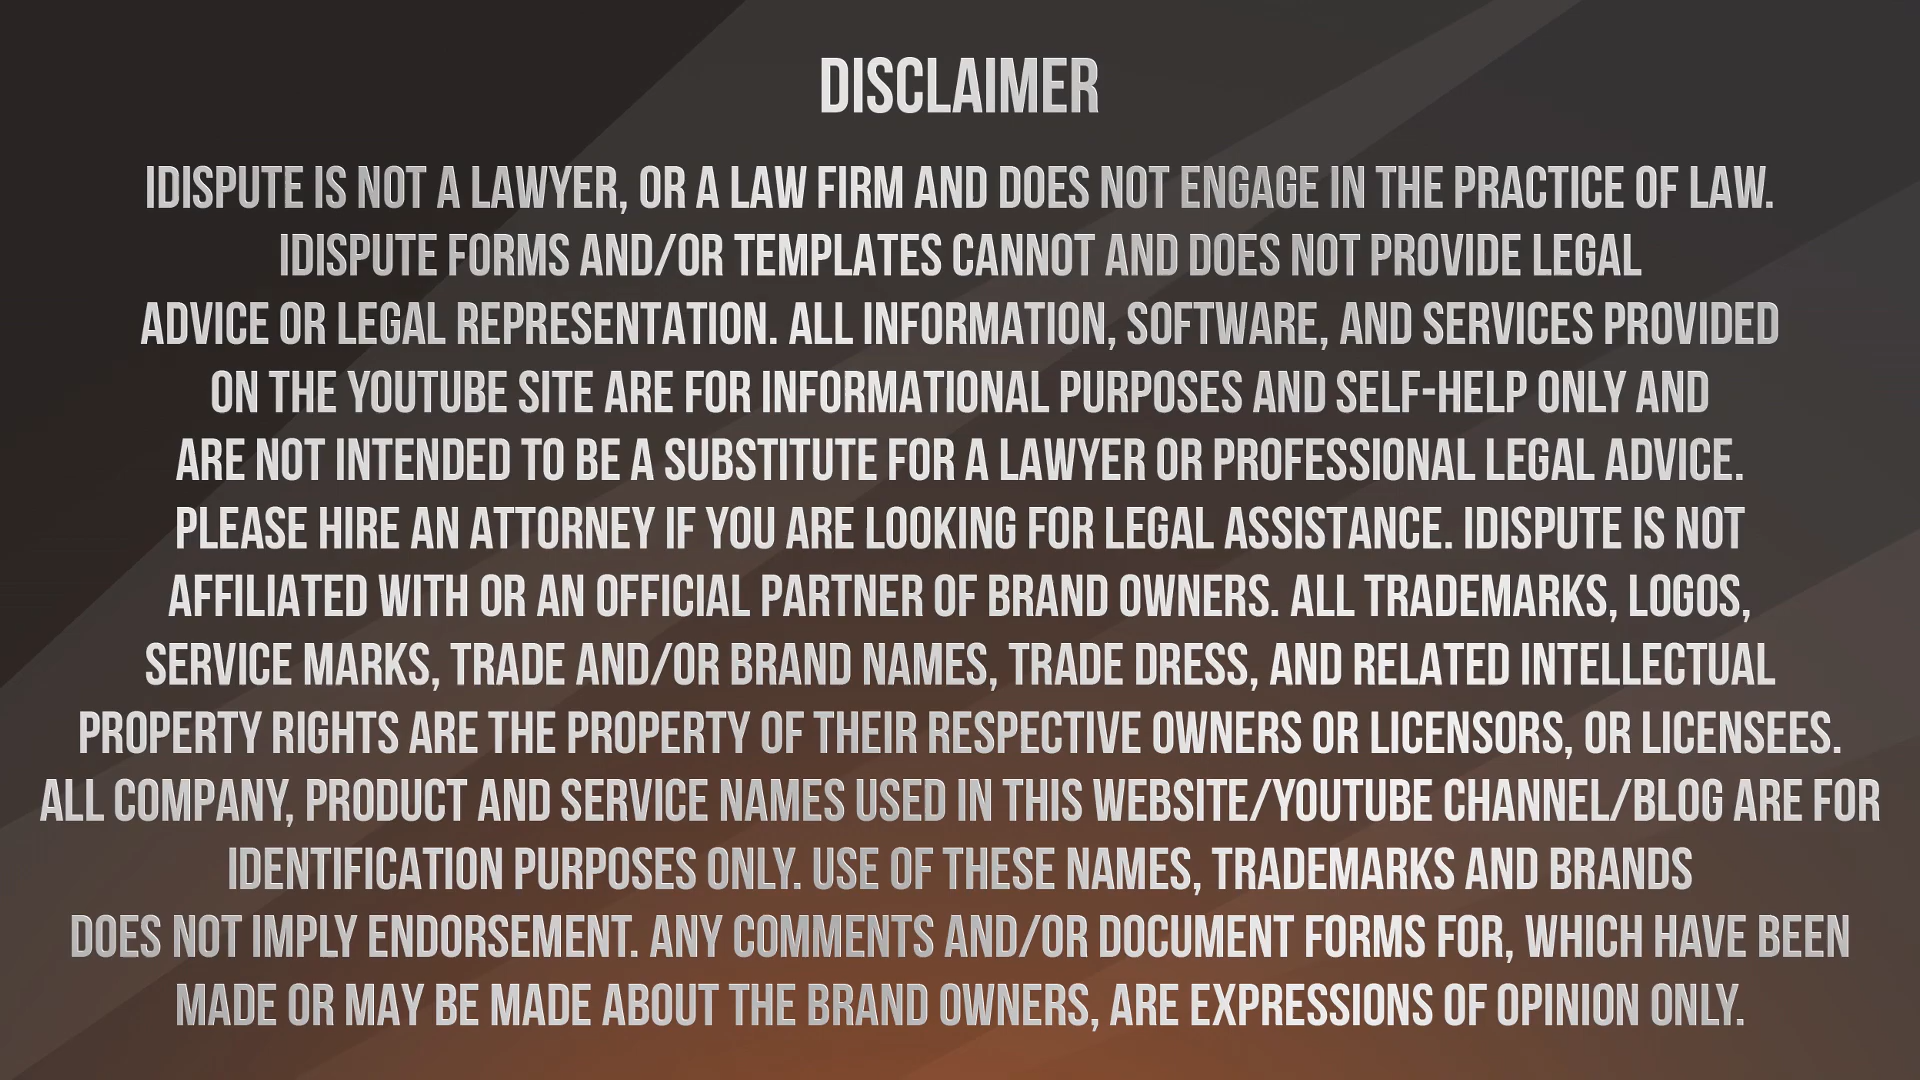 DISCLAIMER
IDISPUTE IS NOT A LAWYER, OR A LAW FIRM AND DOES NOT ENGAGE IN THE PRACTICE OF LAW.
IDISPUTE FORMS AND/OR TEMPLATES CANNOT AND DOES NOT PROVIDE LEGAL
ADVICE OR LEGAL REPRESENTATION. ALL INFORMATION, SOFTWARE, AND SERVICES PROVIDED
ON THE YOUTUBE SITE ARE FOR INFORMATIONAL PURPOSES AND SELF-HELP ONLY AND
ARE NOT INTENDED TO BE A SUBSTITUTE FOR A LAWYER OR PROFESSIONAL LEGAL ADVICE.
PLEASE HIRE AN ATTORNEY IF YOU ARE LOOKING FOR LEGAL ASSISTANCE. IDISPUTE IS NOT
AFFILIATED WITH OR AN OFFICIAL PARTNER OF BRAND OWNERS. ALL TRADEMARKS, LOGOS,
SERVICE MARKS, TRADE AND/OR BRAND NAMES, TRADE DRESS, AND RELATED INTELLECTUAL
PROPERTY RIGHTS ARE THE PROPERTY OF THEIR RESPECTIVE OWNERS OR LICENSORS, OR LICENSEES.
ALL COMPANY, PRODUCT AND SERVICE NAMES USED IN THIS WEBSITE/YOUTUBE CHANNEL/BLOG ARE FOR
IDENTIFICATION PURPOSES ONLY. USE OF THESE NAMES, TRADEMARKS AND BRANDS
DOES NOT IMPLY ENDORSEMENT. ANY COMMENTS AND/OR DOCUMENT FORMS FOR, WHICH HAVE BEEN
MADE OR MAY BE MADE ABOUT THE BRAND OWNERS, ARE EXPRESSIONS OF OPINION ONLY.